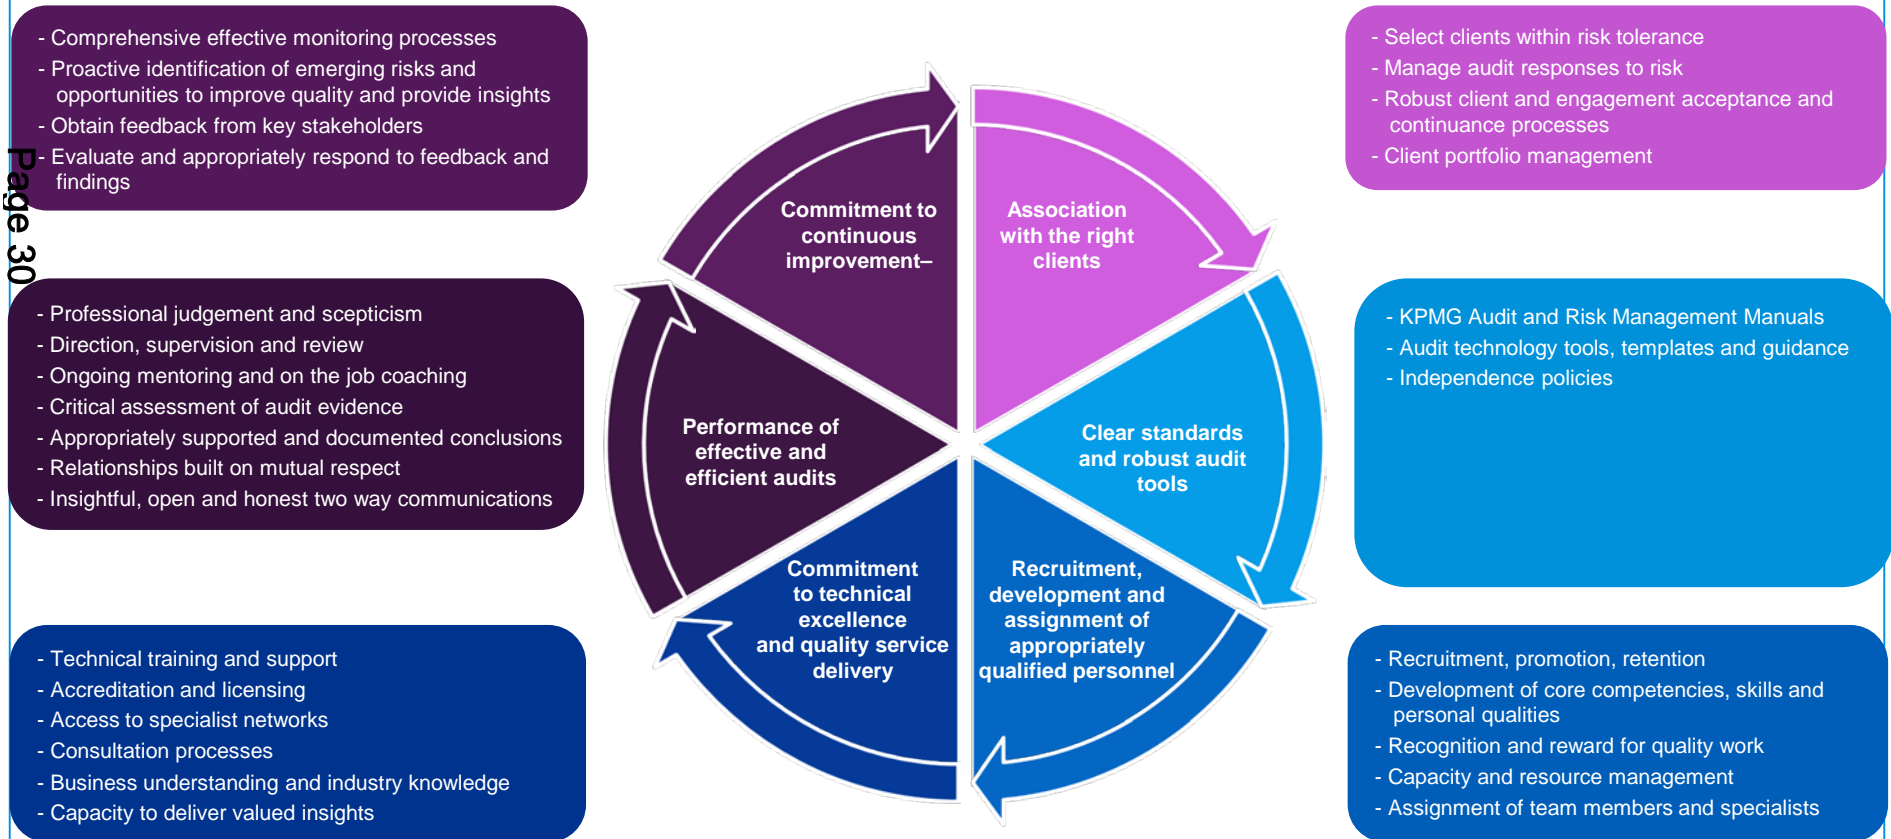 - Comprehensive effective monitoring processes
- Proactive identification of emerging risks and
opportunities to improve quality and provide insights
- Obtain feedback from key stakeholders
- Evaluate and appropriately respond to feedback and
findings
Page 30
- Professional judgement and scepticism
- Direction, supervision and review
- Ongoing mentoring and on the job coaching
- Critical assessment of audit evidence
- Appropriately supported and documented conclusions
- Relationships built on mutual respect
- Insightful, open and honest two way communications
- Technical training and support
- Accreditation and licensing
- Access to specialist networks
- Consultation processes
- Business understanding and industry knowledge
- Capacity to deliver valued insights
Commitment to
continuous
improvement–
Association
with the right
clients
Performance of
effective and
efficient audits
Clear standards
and robust audit
tools
Commitment
to technical
excellence
and quality service
delivery
Recruitment,
development and
assignment of
appropriately
qualified personnel
- Select clients within risk tolerance
- Manage audit responses to risk
- Robust client and engagement acceptance and
continuance processes
- Client portfolio management
- KPMG Audit and Risk Management Manuals
- Audit technology tools, templates and guidance
- Independence policies
- Recruitment, promotion, retention
- Development of core competencies, skills and
personal qualities
- Recognition and reward for quality work
- Capacity and resource management
- Assignment of team members and specialists